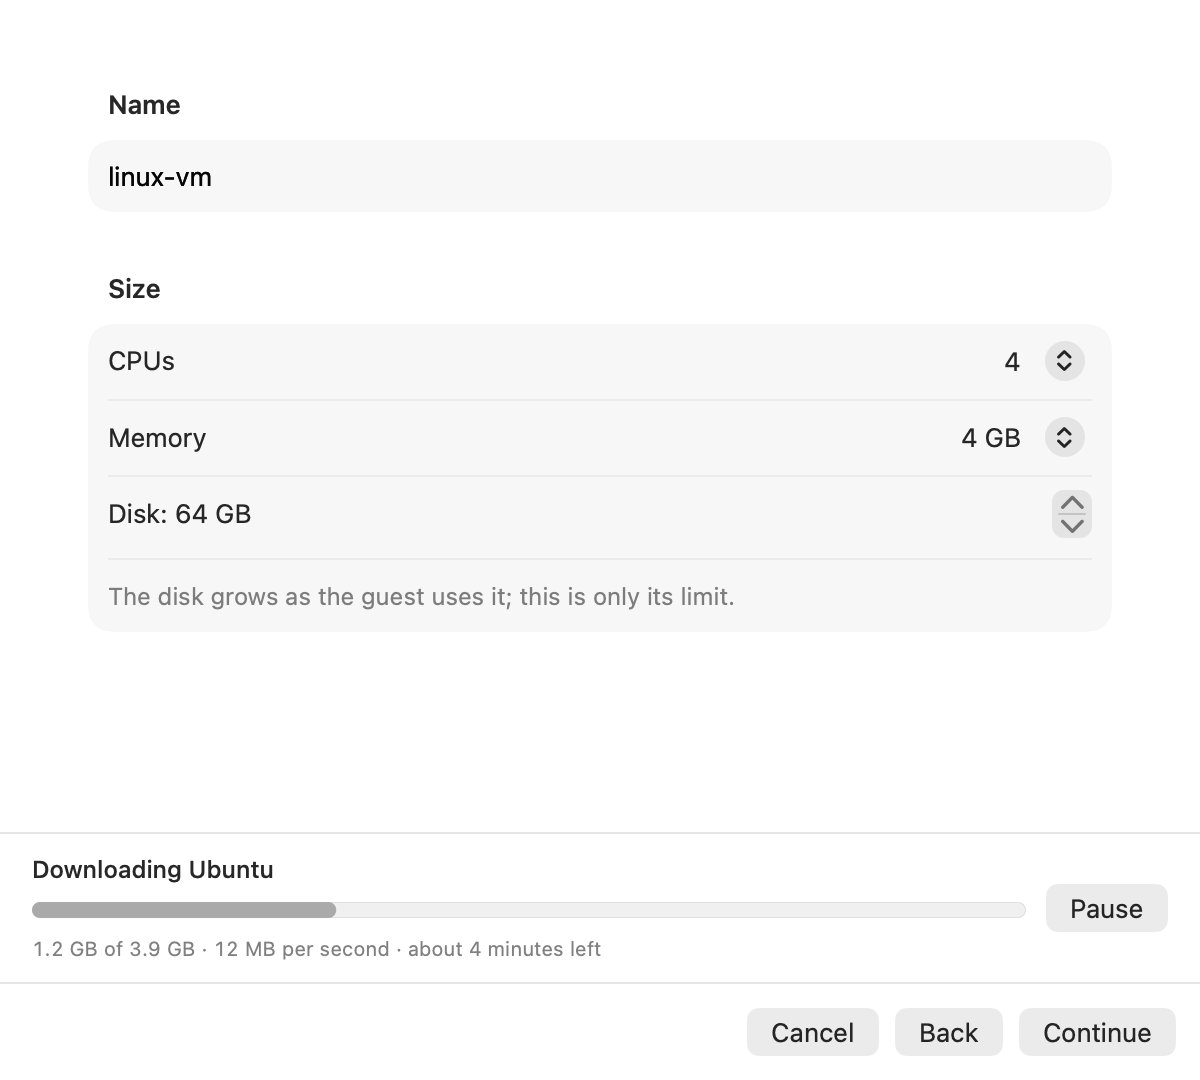 Name
linux-vm
Size
CPUs 4
Memory 4 GB
Disk: 64 GB
The disk grows as the guest uses it; this is only its limit.
Downloading Ubuntu
Pause
1.2 GB of 3.9 GB · 12 MB per second · about 4 minutes left
Cancel Back Continue